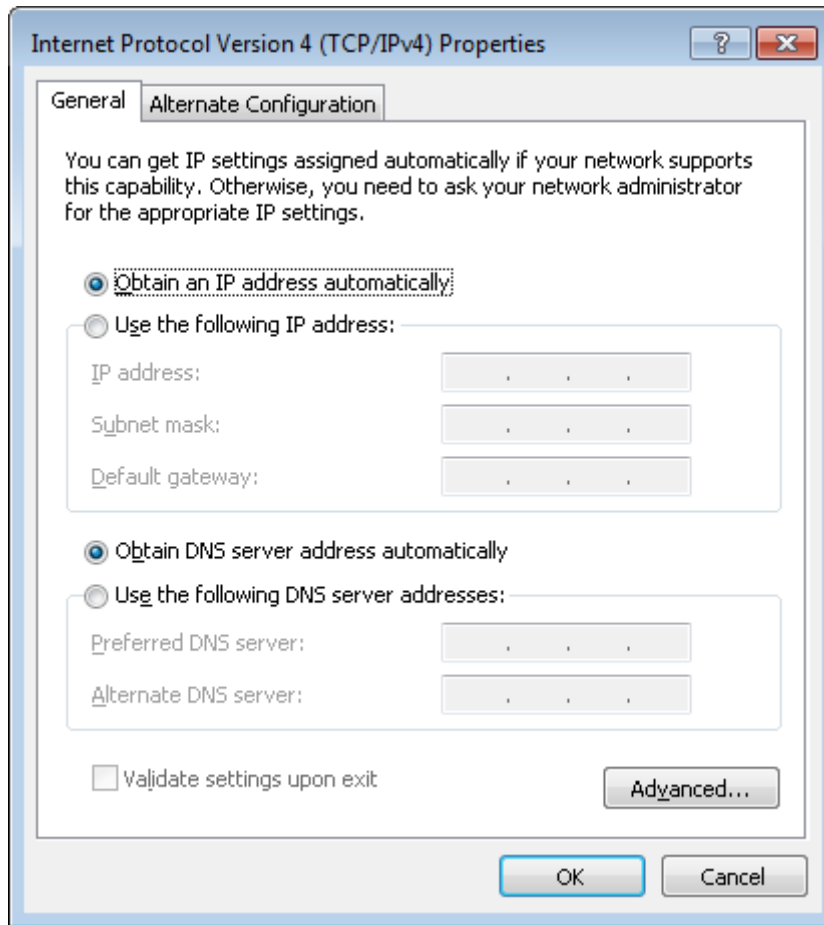 Internet Protocol Version 4 (TCP/IPv4) Properties
?
General
Alternate Configuration
You can get IP settings assigned automatically if your network supports
this capability. Otherwise, you need to ask your network administrator
for the appropriate IP settings.
Obtain an IP address automatically
Use the following IP address:
IP address:
Subnet mask:
Default gateway:
Obtain DNS server address automatically
Use the following DNS server addresses:
Preferred DNS server:
Alternate DNS server:
Validate settings upon exit
Advanced...
OK
Cancel